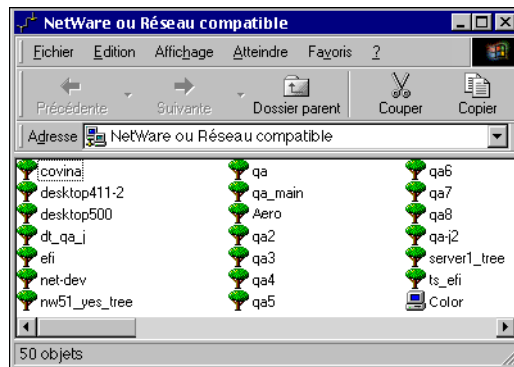 NetWare ou Réseau compatible
Fichier Edition Affichage Atteindre Favoris ?
Précédente Suivante Dossier parent Couper Copier
Adresse NetWare ou Réseau compatible
covina qa qa6
desktop411-2 qa_main qa7
desktop500 Aero qa8
dt_qa_j qa2 qa-j2
efi qa3 server1_tree
net-dev qa4 ts_efi
nw51_yes_tree qa5 Color
50 objets